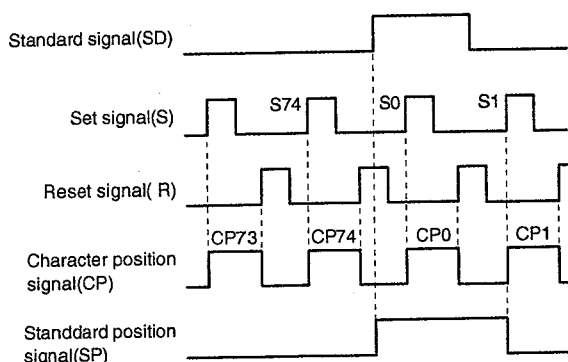 Standard signal(SD)
S74
S0
S1
Set signal(S)
Reset signal( R)
CP73
CP74
CP0
CP1
Character position
signal(CP)
Standdard position
signal(SP)